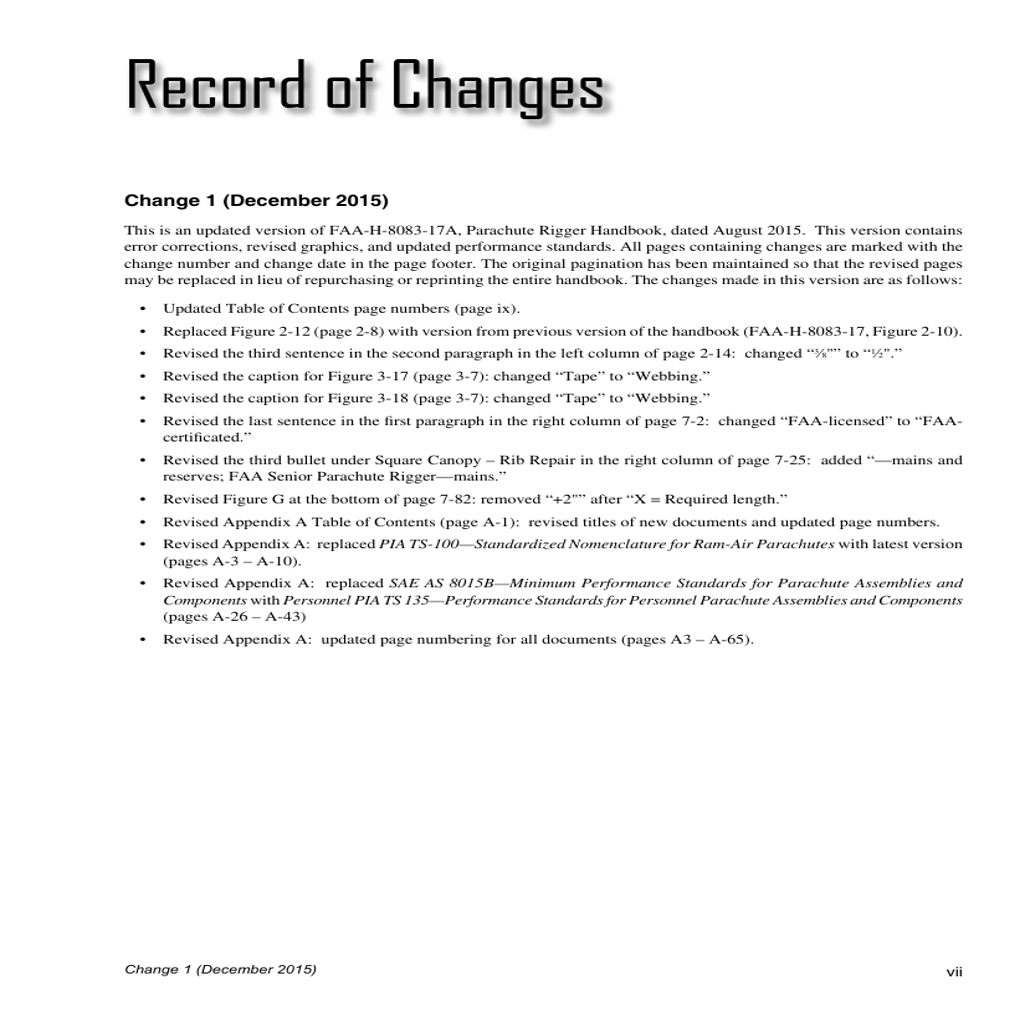 Record of Changes
Change 1 (December 2015)
This is an updated version of FAA-H-8083-17A, Parachute Rigger Handbook, dated August 2015.  This version contains
error corrections, revised graphics, and updated performance standards. All pages containing changes are marked with the
change number and change date in the page footer. The original pagination has been maintained so that the revised pages
may be replaced in lieu of repurchasing or reprinting the entire handbook. The changes made in this version are as follows:
• Updated Table of Contents page numbers (page ix).
• Replaced Figure 2-12 (page 2-8) with version from previous version of the handbook (FAA-H-8083-17, Figure 2-10).
• Revised the third sentence in the second paragraph in the left column of page 2-14:  changed “⅜"” to “½".”
• Revised the caption for Figure 3-17 (page 3-7): changed “Tape” to “Webbing.”
• Revised the caption for Figure 3-18 (page 3-7): changed “Tape” to “Webbing.”
• Revised the last sentence in the first paragraph in the right column of page 7-2:  changed “FAA-licensed” to “FAA-
certificated.”
• Revised the third bullet under Square Canopy – Rib Repair in the right column of page 7-25:  added “—mains and
reserves; FAA Senior Parachute Rigger—mains.”
• Revised Figure G at the bottom of page 7-82: removed “+2"” after “X = Required length.”
• Revised Appendix A Table of Contents (page A-1):  revised titles of new documents and updated page numbers.
• Revised Appendix A:  replaced PIA TS-100—Standardized Nomenclature for Ram-Air Parachutes with latest version
(pages A-3 – A-10).
• Revised Appendix A:  replaced SAE AS 8015B—Minimum Performance Standards for Parachute Assemblies and
Components with Personnel PIA TS 135—Performance Standards for Personnel Parachute Assemblies and Components
(pages A-26 – A-43)
• Revised Appendix A:  updated page numbering for all documents (pages A3 – A-65).
Change 1 (December 2015)
vii